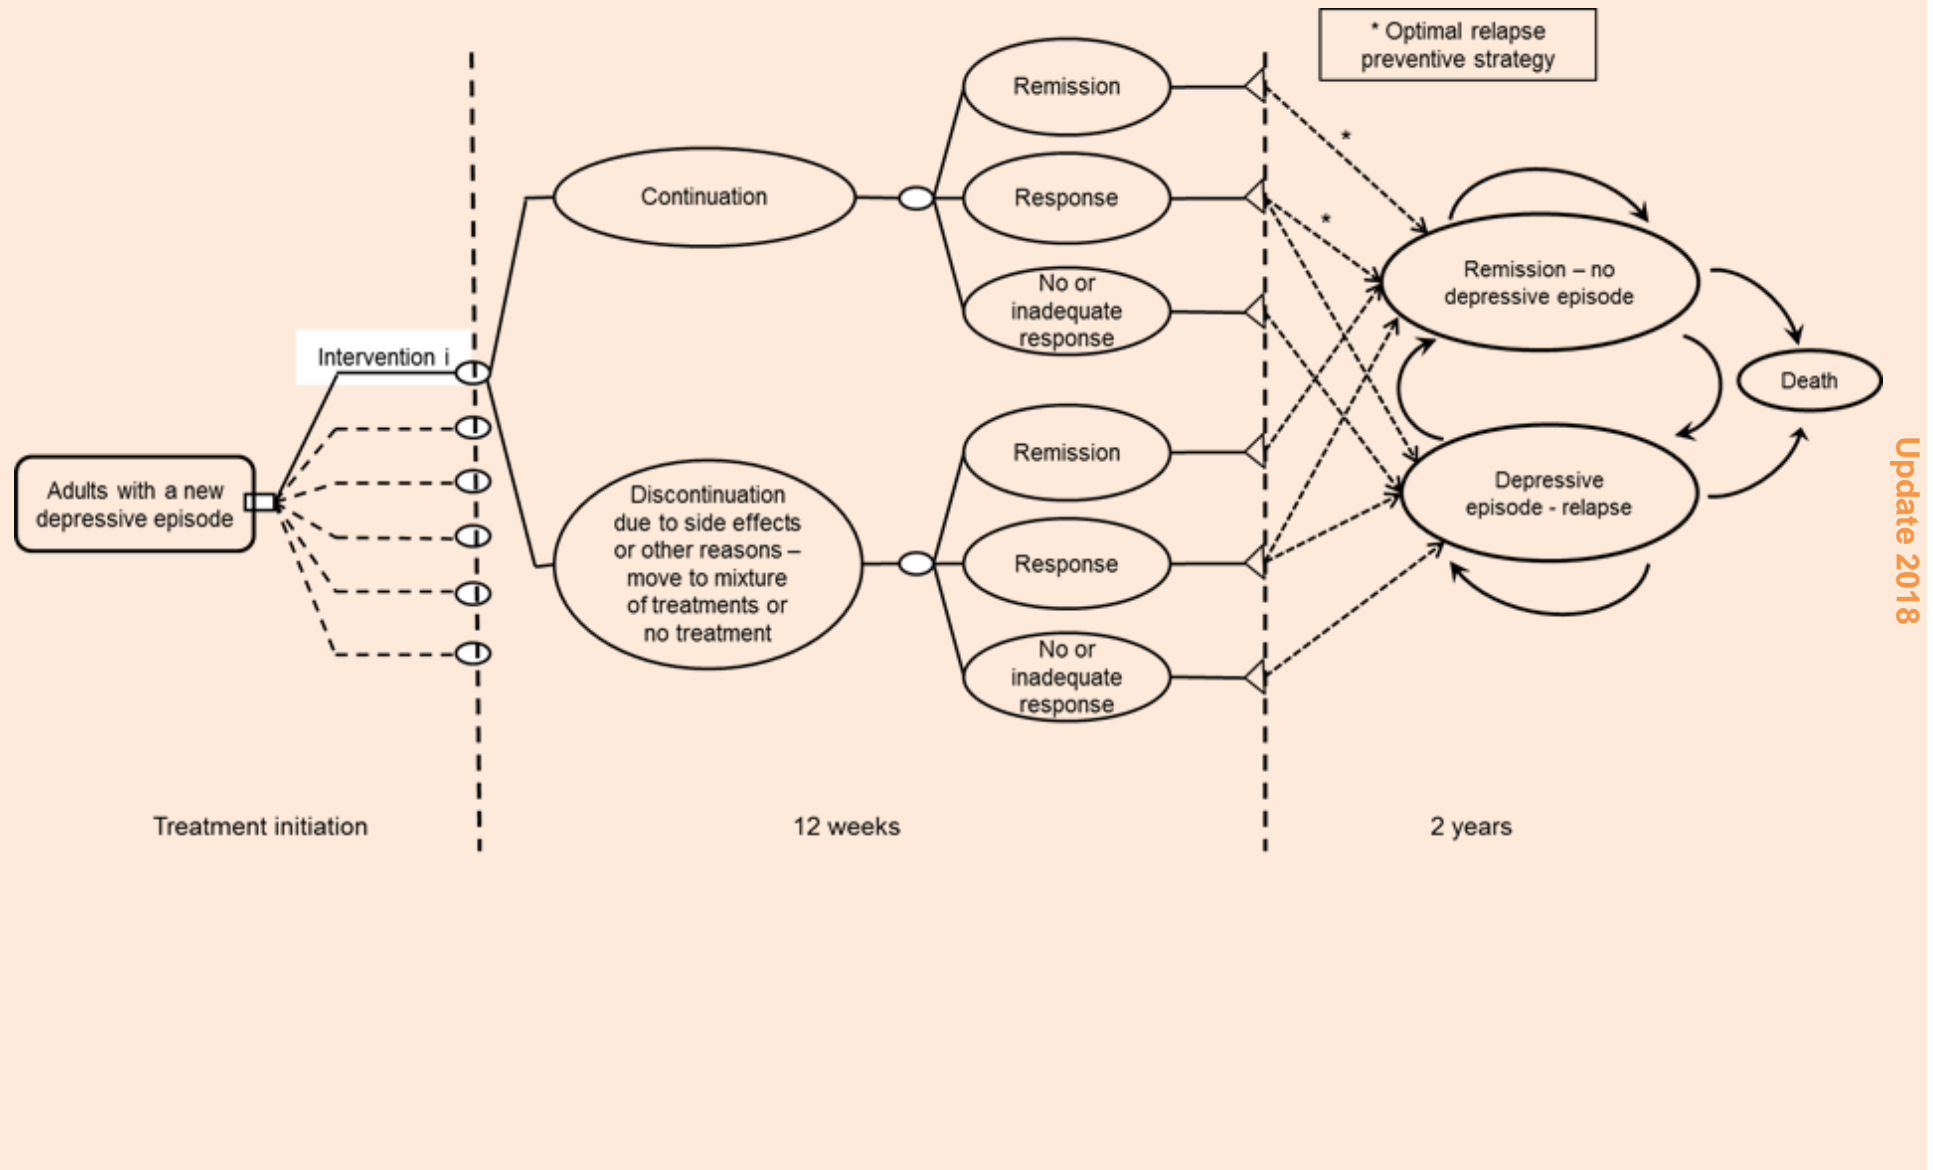 * Optimal relapse
preventive strategy
Remission
*
Continuation
Response
*
No or
inadequate
response
Remission – no
depressive episode
Intervention i
Death
Adults with a new
depressive episode
Discontinuation
due to side effects
or other reasons –
move to mixture
of treatments or
no treatment
Remission
Response
No or
inadequate
response
Depressive
episode - relapse
Update 2018
Treatment initiation
12 weeks
2 years